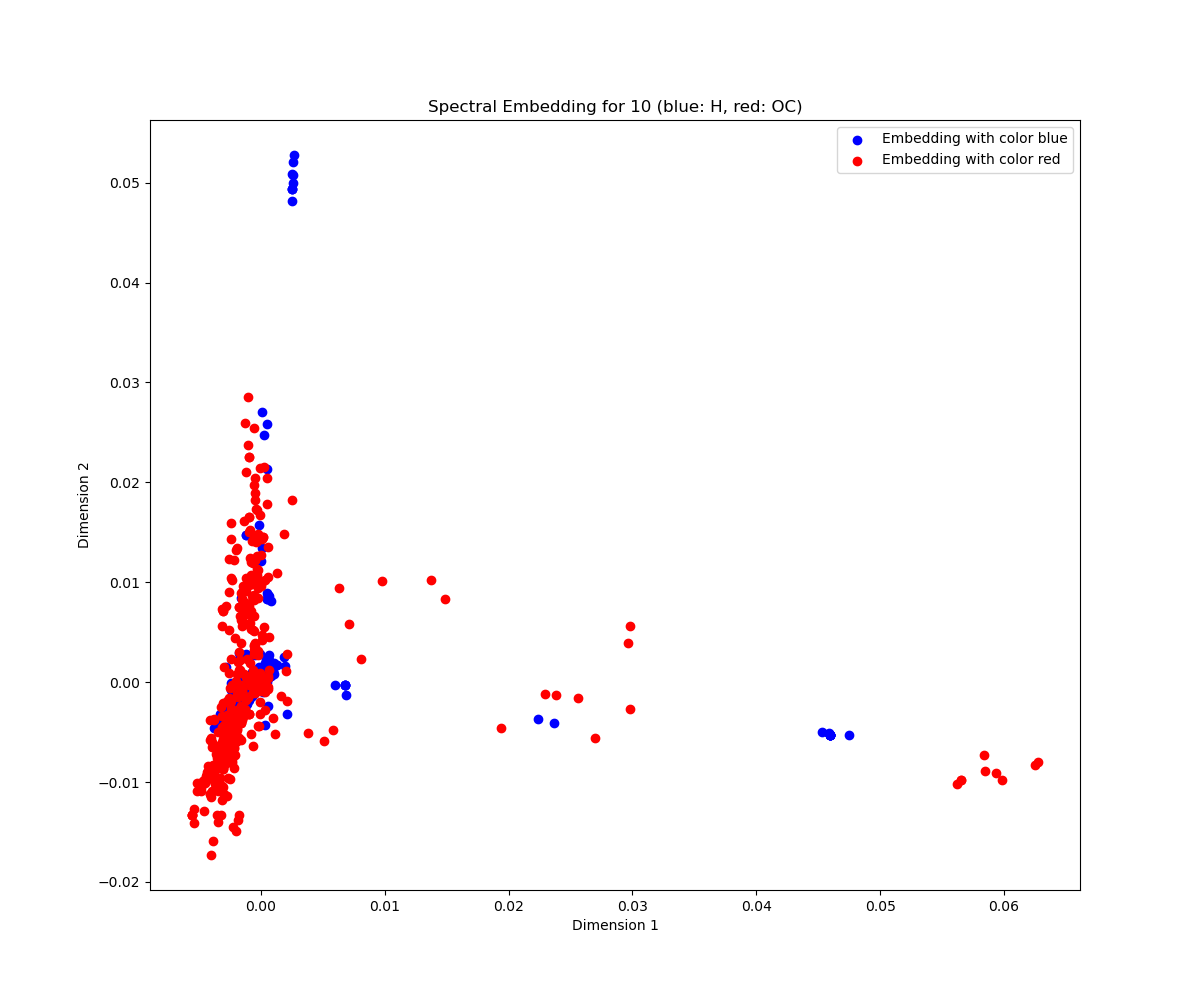 Spectral Embedding for 10 (blue: H, red: OC)
Embedding with color blue
Embedding with color red
0.05
0.04
0.03
0.02
0.01
0.00
−0.01
−0.02
Dimension 2
0.00 0.01 0.02 0.03 0.04 0.05 0.06
Dimension 1